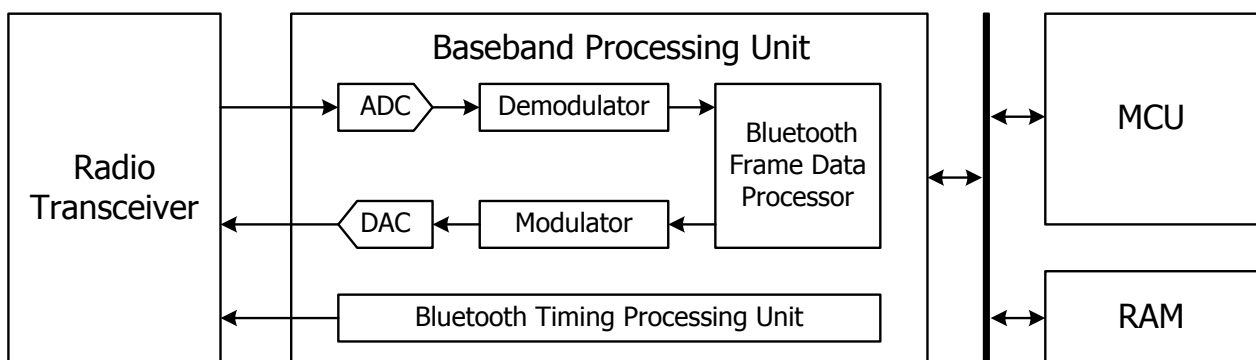 Baseband Processing Unit
Radio
Transceiver
ADC
Demodulator
Bluetooth
Frame Data
Processor
DAC
Modulator
Bluetooth Timing Processing Unit
MCU
RAM